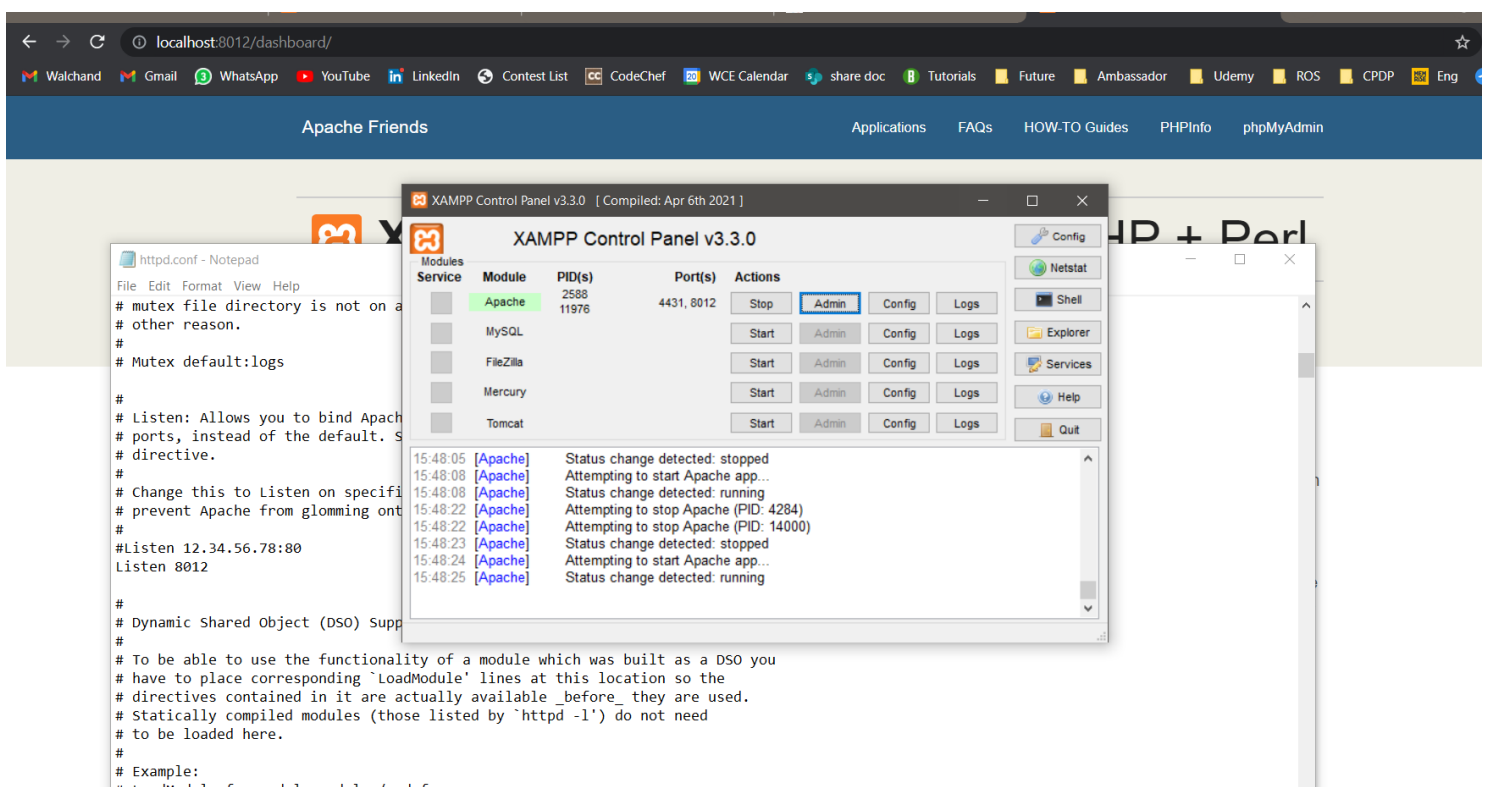 localhost:8012/dashboard/
Walchand Gmail WhatsApp YouTube LinkedIn Contest List CodeChef WCE Calendar share doc Tutorials Future Ambassador Udemy ROS CPDP Eng
Apache Friends Applications FAQs HOW-TO Guides PHPInfo phpMyAdmin
HP + Perl
XAMPP Control Panel v3.3.0 [ Compiled: Apr 6th 2021 ]
XAMPP Control Panel v3.3.0
Modules
Service Module PID(s) Port(s) Actions
Apache 2588 11976 4431, 8012 Stop Admin Config Logs
MySQL Start Admin Config Logs
FileZilla Start Admin Config Logs
Mercury Start Admin Config Logs
Tomcat Start Admin Config Logs
Config
Netstat
Shell
Explorer
Services
Help
Quit
15:48:05 [Apache] Status change detected: stopped
15:48:08 [Apache] Attempting to start Apache app...
15:48:08 [Apache] Status change detected: running
15:48:22 [Apache] Attempting to stop Apache (PID: 4284)
15:48:22 [Apache] Attempting to stop Apache (PID: 14000)
15:48:23 [Apache] Status change detected: stopped
15:48:24 [Apache] Attempting to start Apache app...
15:48:25 [Apache] Status change detected: running
httpd.conf - Notepad
File Edit Format View Help
# mutex file directory is not on a
# other reason.
#
# Mutex default:logs
#
# Listen: Allows you to bind Apach
# ports, instead of the default. S
# directive.
#
# Change this to Listen on specifi
# prevent Apache from glomming ont
#
#Listen 12.34.56.78:80
Listen 8012
#
# Dynamic Shared Object (DSO) Supp
#
# To be able to use the functionality of a module which was built as a DSO you
# have to place corresponding `LoadModule' lines at this location so the
# directives contained in it are actually available _before_ they are used.
# Statically compiled modules (those listed by `httpd -l') do not need
# to be loaded here.
#
# Example: